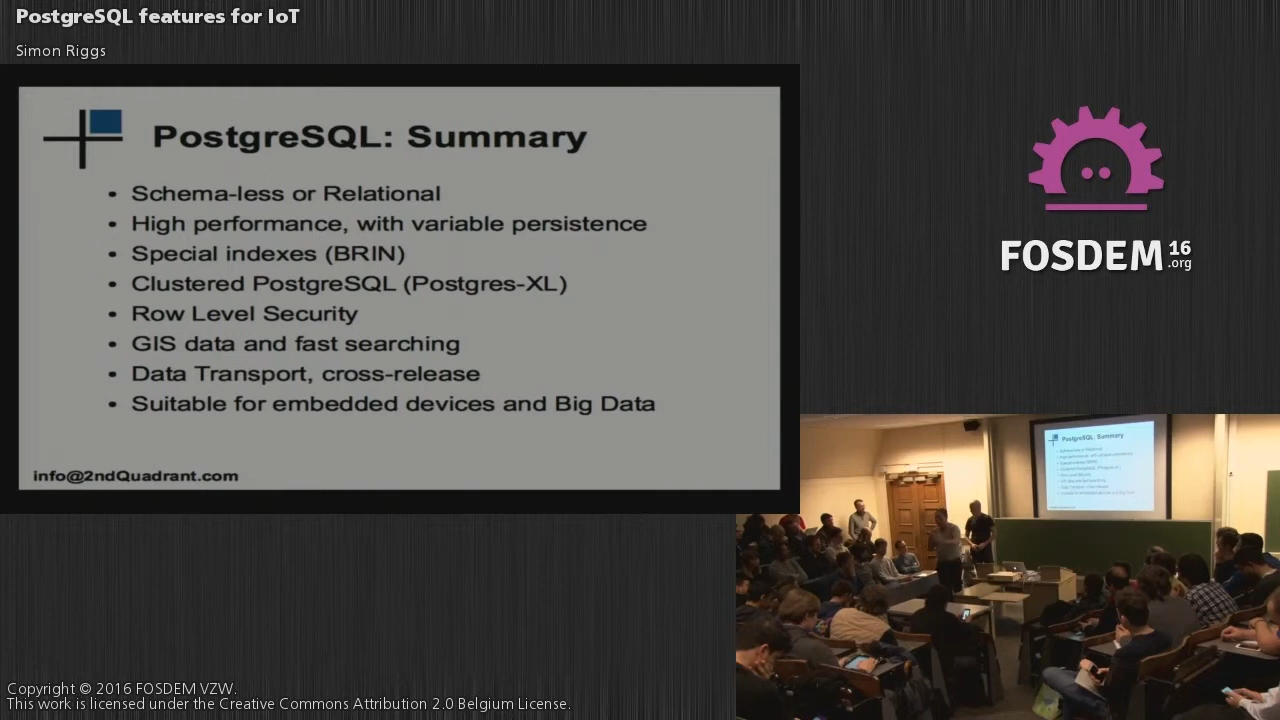 PostgreSQL features for IoT
Simon Riggs
PostgreSQL: Summary
• Schema-less or Relational
• High performance, with variable persistence
• Special indexes (BRIN)
• Clustered PostgreSQL (Postgres-XL)
• Row Level Security
• GIS data and fast searching
• Data Transport, cross-release
• Suitable for embedded devices and Big Data
info@2ndQuadrant.com
FOSDEM 16 .org
PostgreSQL: Summary
Copyright © 2016 FOSDEM VZW.
This work is licensed under the Creative Commons Attribution 2.0 Belgium License.